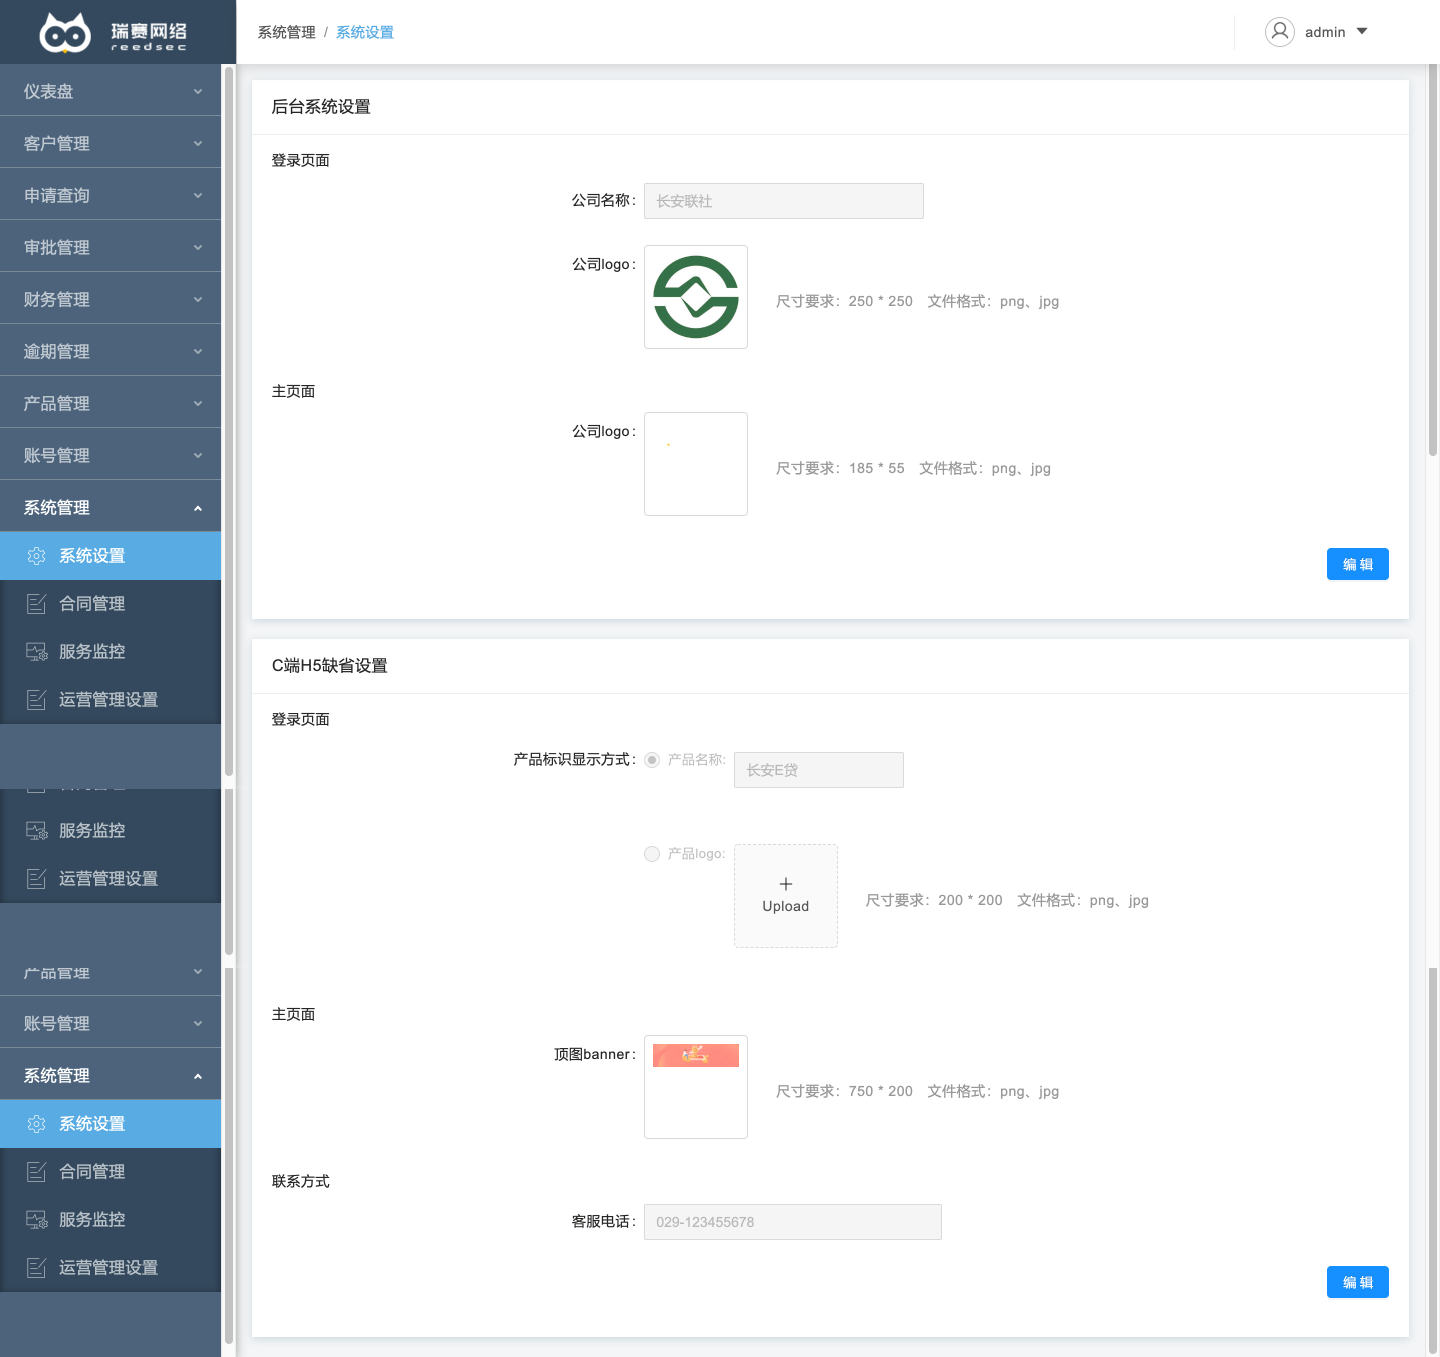 瑞赛网络
reedsec
系统管理 / 系统设置
admin
仪表盘
客户管理
申请查询
审批管理
财务管理
逾期管理
产品管理
账号管理
系统管理
系统设置
合同管理
服务监控
运营管理设置
服务监控
运营管理设置
产品管理
账号管理
系统管理
系统设置
合同管理
服务监控
运营管理设置
后台系统设置
登录页面
公司名称: 长安联社
公司logo:
尺寸要求：250 * 250 文件格式：png、jpg
主页面
公司logo:
尺寸要求：185 * 55 文件格式：png、jpg
编 辑
C端H5缺省设置
登录页面
产品标识显示方式: 产品名称: 长安E贷
产品logo:
Upload
尺寸要求：200 * 200 文件格式：png、jpg
主页面
顶图banner:
尺寸要求：750 * 200 文件格式：png、jpg
联系方式
客服电话: 029-123455678
编 辑